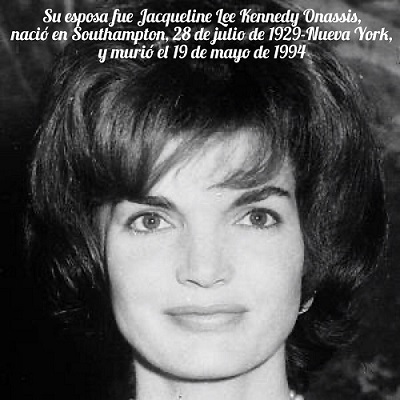 Su esposa fue Jacqueline Lee Kennedy Onassis,
nació en Southampton, 28 de julio de 1929-Nueva York,
y murió el 19 de mayo de 1994